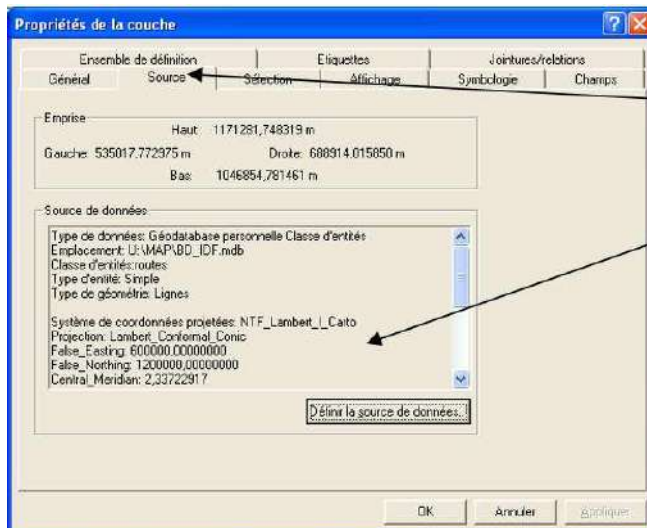 Propriétés de la couche
Ensemble de définition Etiquettes Jointures/relations
Général Source Sélection Affichage Symbologie Champs
Emprise
Haut: 1171281,748319 m
Gauche: 535017,772975 m Droite: 688914,015850 m
Bas: 1046854,781461 m
Source de données
Type de données: Géodatabase personnelle Classe d'entités
Emplacement: U:\MAP\BD_IDF.mdb
Classe d'entités:routes
Type d'entité: Simple
Type de géométrie: Lignes
Système de coordonnées projetées: NTF_Lambert_I_Carto
Projection: Lambert_Conformal_Conic
False_Easting: 600000,00000000
False_Northing: 1200000,00000000
Central_Meridian: 2,33722917
Définir la source de données...
OK Annuler Appliquer